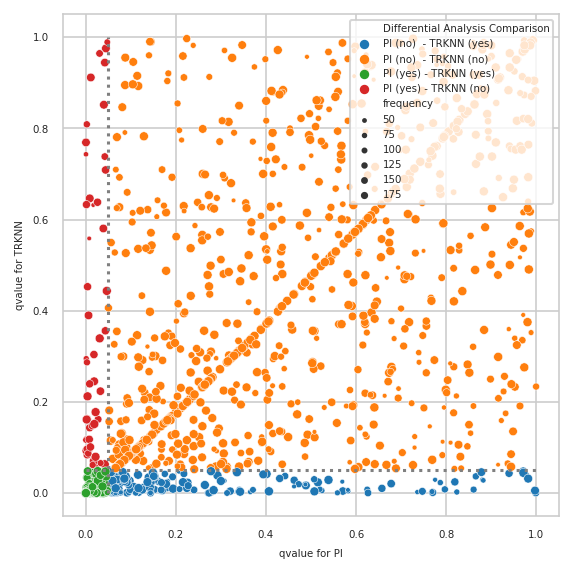 Differential Analysis Comparison
PI (no)  - TRKNN (yes)
PI (no) - TRKNN (no)
PI (yes) - TRKNN (yes)
PI (yes) - TRKNN (no)
frequency
50
75
100
125
150
175
1.0
0.8
0.6
0.4
0.2
0.0
qvalue for TRKNN
0.0 0.2 0.4 0.6 0.8 1.0
qvalue for PI